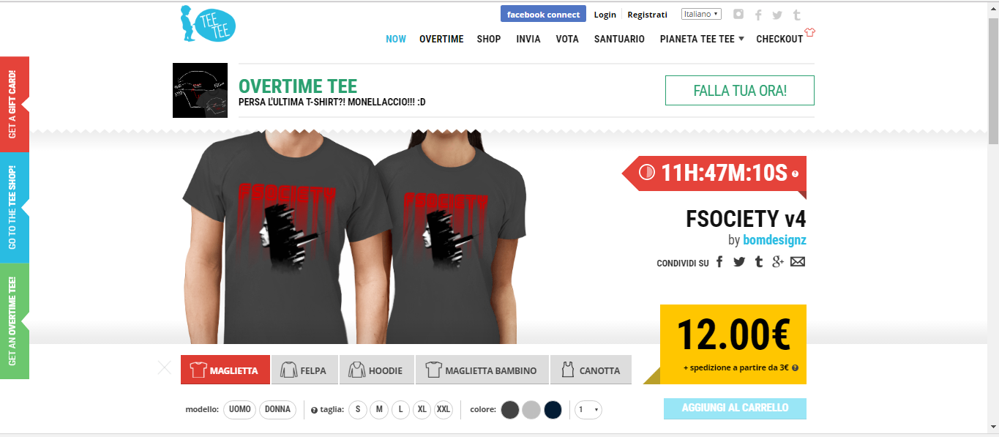 TEE
TEE
facebook connect
Login
Registrati
Italiano
NOW
OVERTIME
SHOP
INVIA
VOTA
SANTUARIO
PIANETA TEE TEE
CHECKOUT
OVERTIME TEE
PERSA L'ULTIMA T-SHIRT?! MONELLACCIO!!! :D
FALLA TUA ORA!
GET A GIFT CARD!
GO TO THE TEE SHOP!
GET AN OVERTIME TEE!
FSOCIETY
FSOCIETY
11H:47M:10S ?
FSOCIETY v4
by bomdesignz
CONDIVIDI SU
12.00€
+ spedizione a partire da 3€ ?
MAGLIETTA
FELPA
HOODIE
MAGLIETTA BAMBINO
CANOTTA
modello: UOMO DONNA
? taglia: S M L XL XXL
colore:
1
AGGIUNGI AL CARRELLO